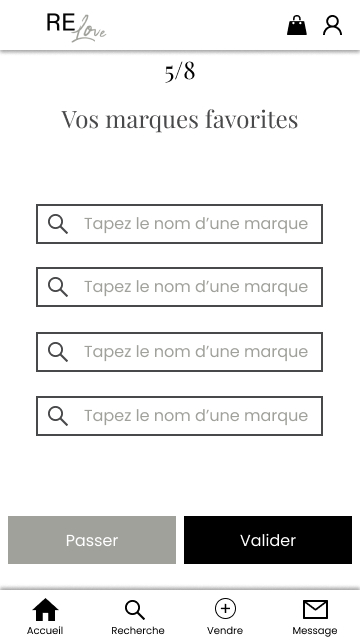 RE Love
5/8
Vos marques favorites
Tapez le nom d’une marque
Tapez le nom d’une marque
Tapez le nom d’une marque
Tapez le nom d’une marque
Passer Valider
Accueil Recherche Vendre Message